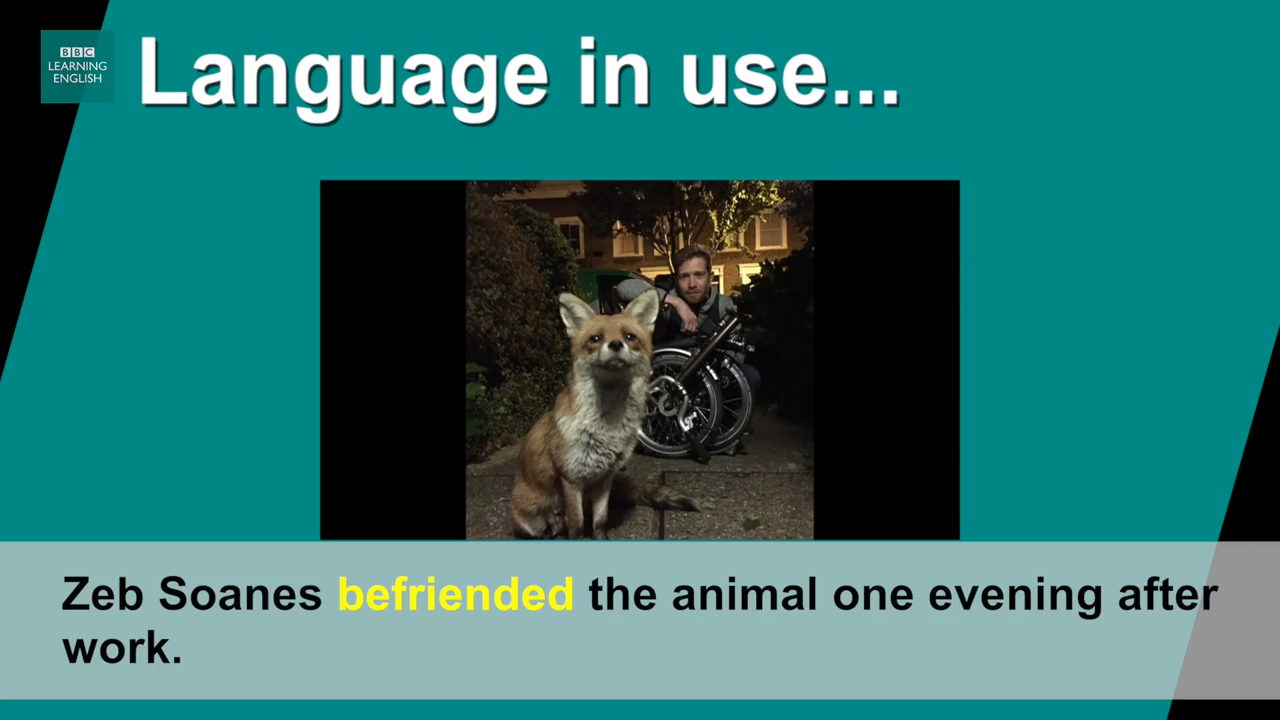 BBC
LEARNING
ENGLISH
Language in use...
Zeb Soanes befriended the animal one evening after
work.